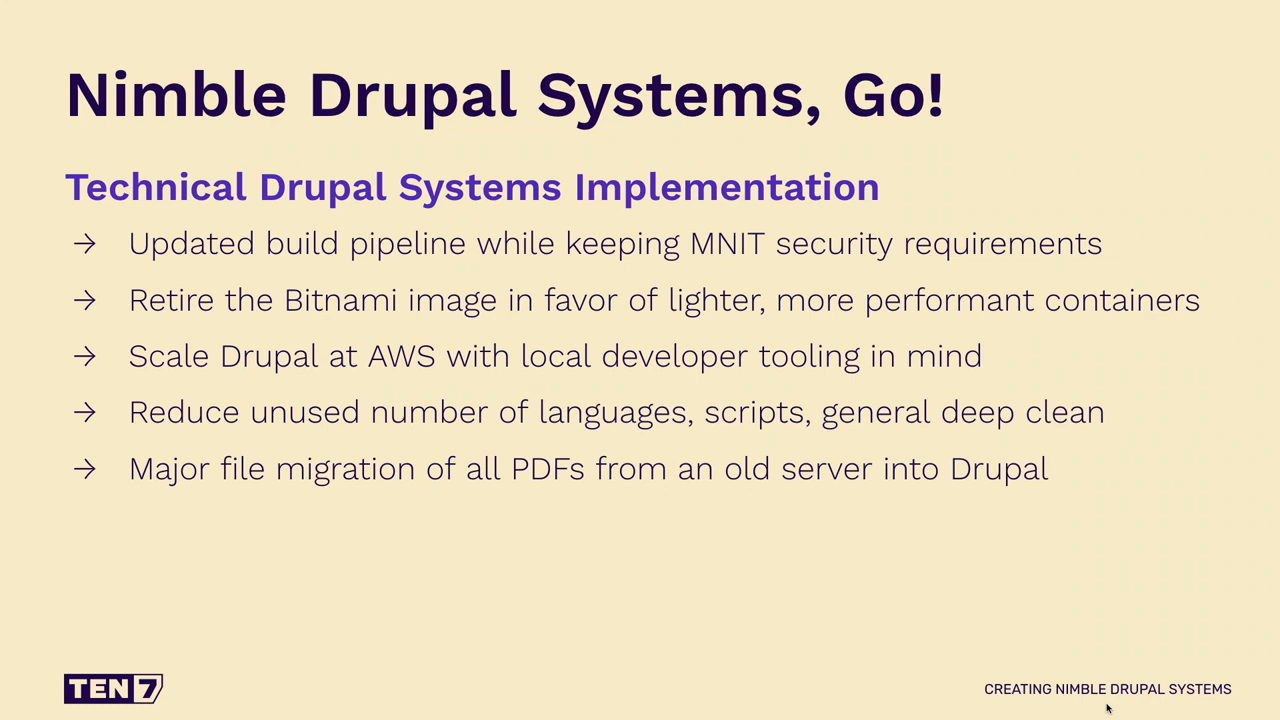 Nimble Drupal Systems, Go!
Technical Drupal Systems Implementation
→ Updated build pipeline while keeping MNIT security requirements
→ Retire the Bitnami image in favor of lighter, more performant containers
→ Scale Drupal at AWS with local developer tooling in mind
→ Reduce unused number of languages, scripts, general deep clean
→ Major file migration of all PDFs from an old server into Drupal
TEN7
CREATING NIMBLE DRUPAL SYSTEMS